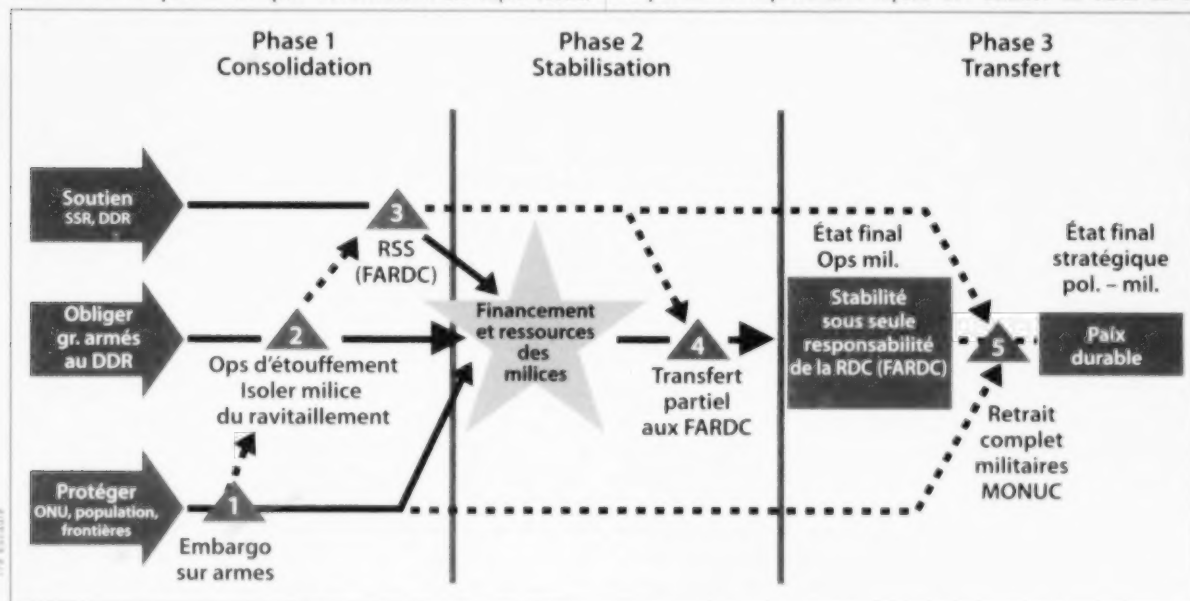 Phase 1
Consolidation
Phase 2
Stabilisation
Phase 3
Transfert
Soutien
SSR, DDR
3
RSS
(FARDC)
Obliger
gr. armés
au DDR
2
Ops d'étouffement
Isoler milice
du ravitaillement
Protéger
ONU, population,
frontières
1
Embargo
sur armes
Financement
et ressources
des
milices
4
Transfert
partiel
aux FARDC
État final
Ops mil.
Stabilité
sous seule
responsabilité
de la RDC (FARDC)
5
Retrait
complet
militaires
MONUC
État final
stratégique
pol. – mil.
Paix
durable